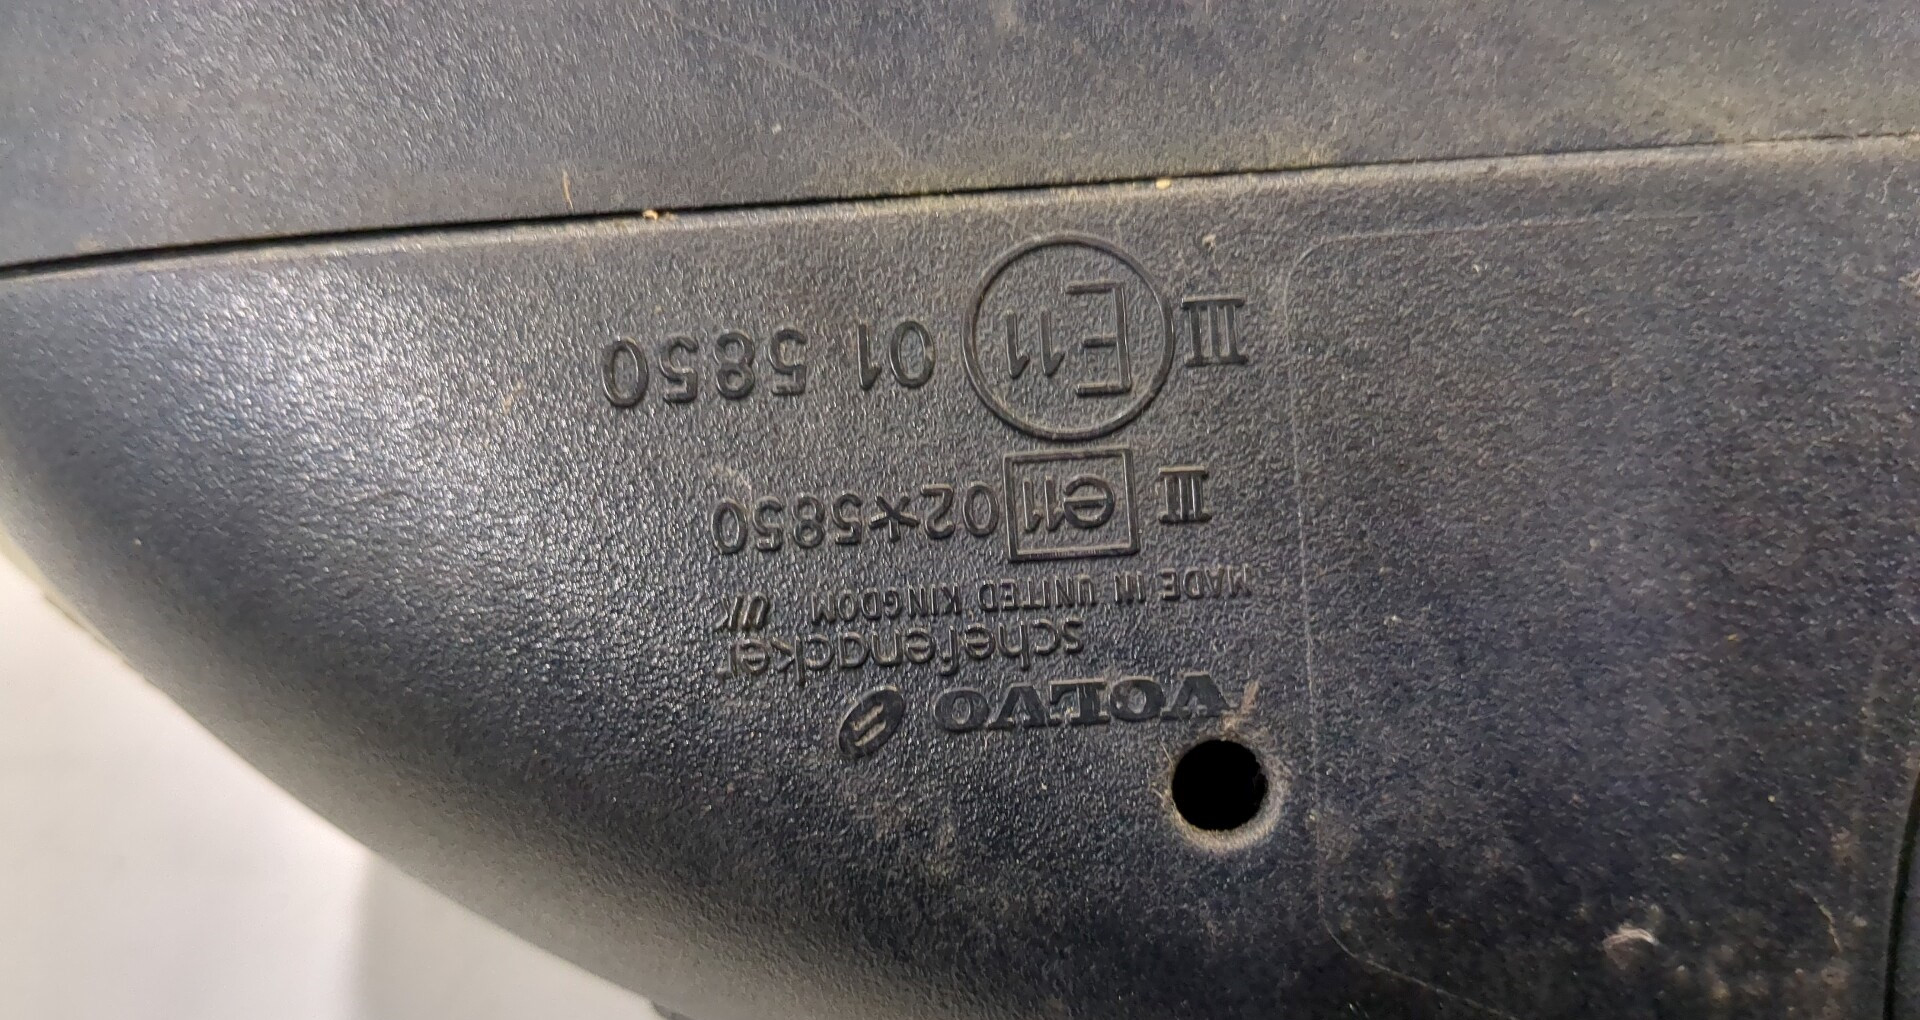 VOLVO
schefenacker
MADE IN UNITED KINGDOM UK
III e11 02*5850
III E11 01 5850